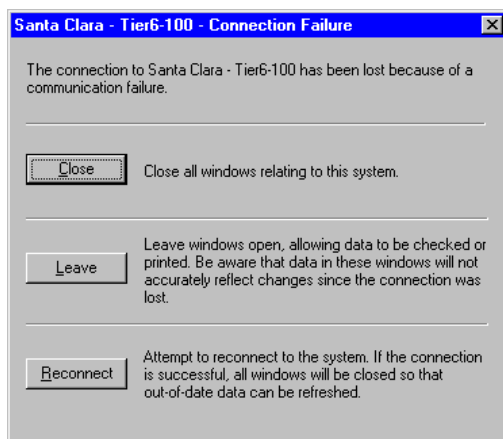 Santa Clara - Tier6-100 - Connection Failure
The connection to Santa Clara - Tier6-100 has been lost because of a
communication failure.
Close
Close all windows relating to this system.
Leave
Leave windows open, allowing data to be checked or
printed. Be aware that data in these windows will not
accurately reflect changes since the connection was
lost.
Reconnect
Attempt to reconnect to the system. If the connection
is successful, all windows will be closed so that
out-of-date data can be refreshed.